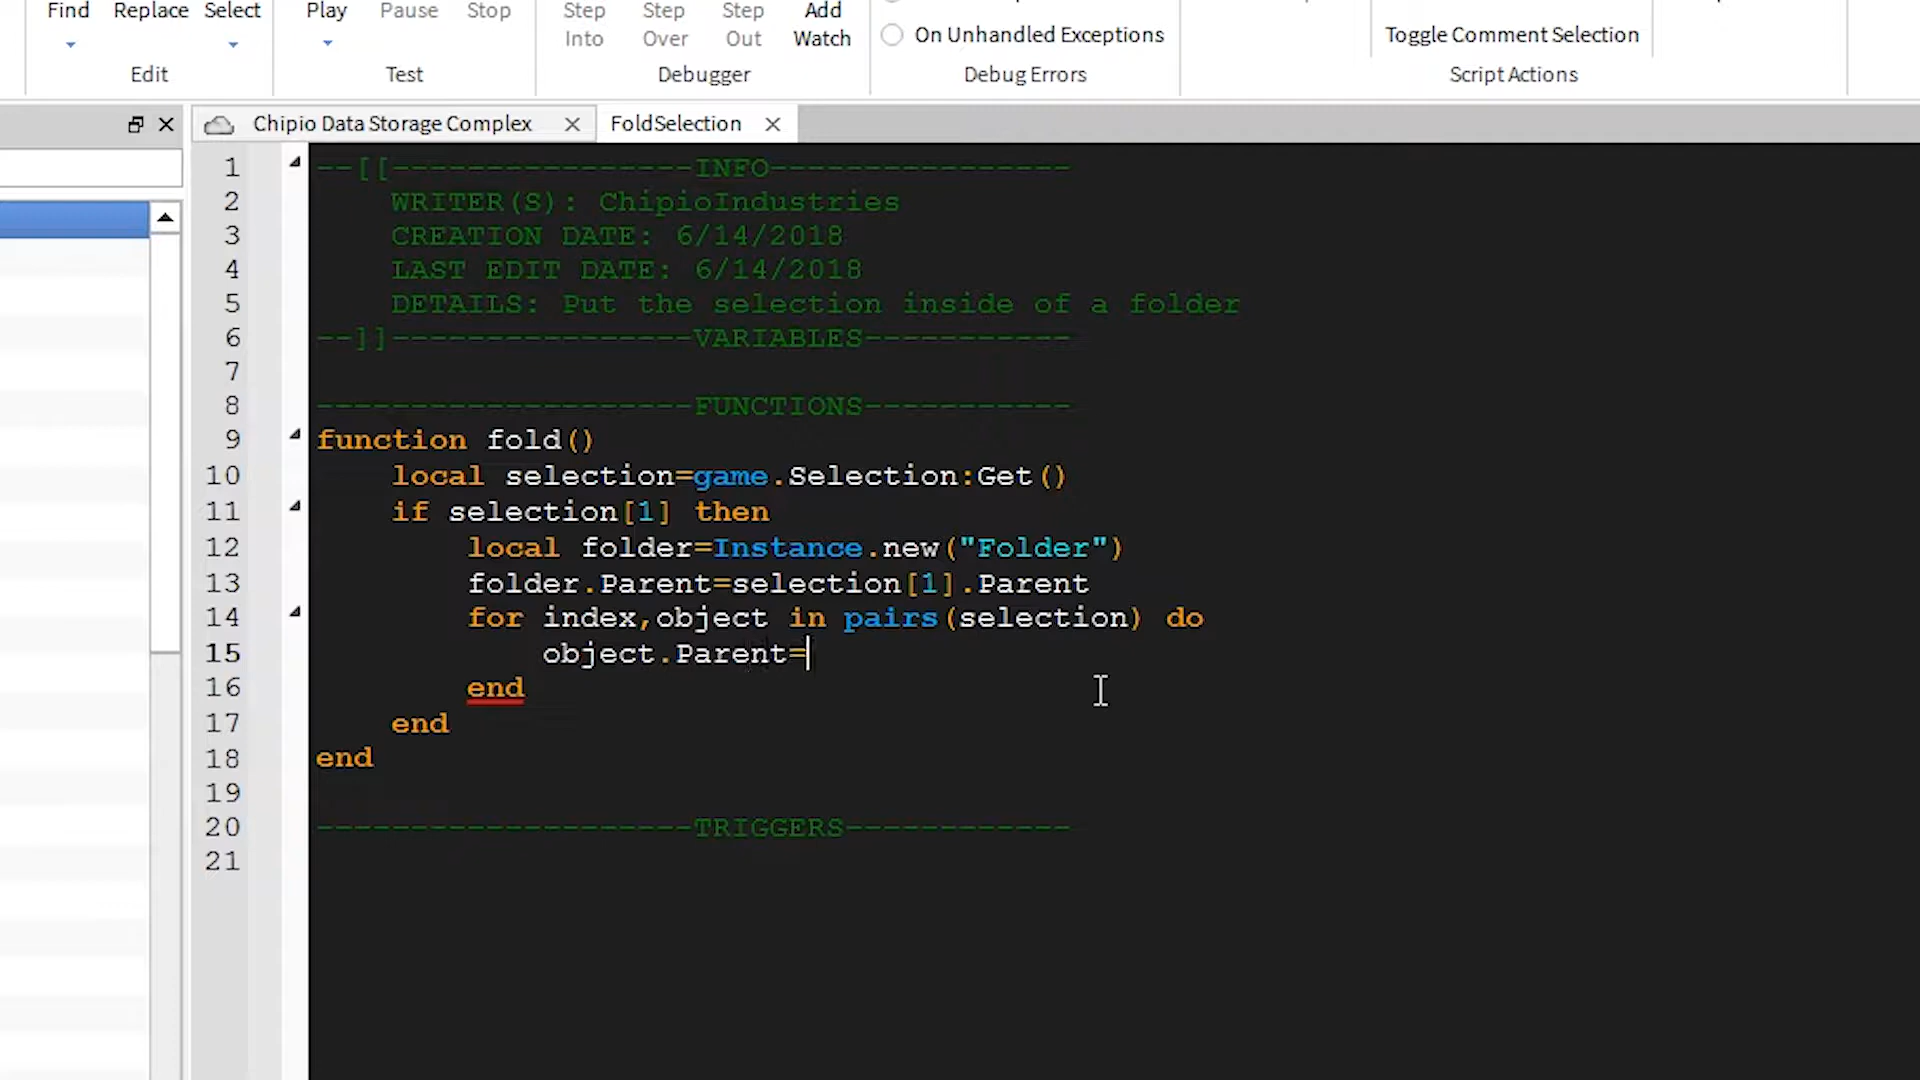 Find Replace Select Play Pause Stop Step Into Step Over Step Out Add Watch On Unhandled Exceptions Toggle Comment Selection
Edit Test Debugger Debug Errors Script Actions
Chipio Data Storage Complex FoldSelection
1 --[[----------------INFO----------------
2 WRITER(S): ChipioIndustries
3 CREATION DATE: 6/14/2018
4 LAST EDIT DATE: 6/14/2018
5 DETAILS: Put the selection inside of a folder
6 --]]----------------VARIABLES-----------
7
8 --------------------FUNCTIONS-----------
9 function fold()
10 local selection=game.Selection:Get()
11 if selection[1] then
12 local folder=Instance.new("Folder")
13 folder.Parent=selection[1].Parent
14 for index,object in pairs(selection) do
15 object.Parent=
16 end
17 end
18 end
19
20 --------------------TRIGGERS------------
21